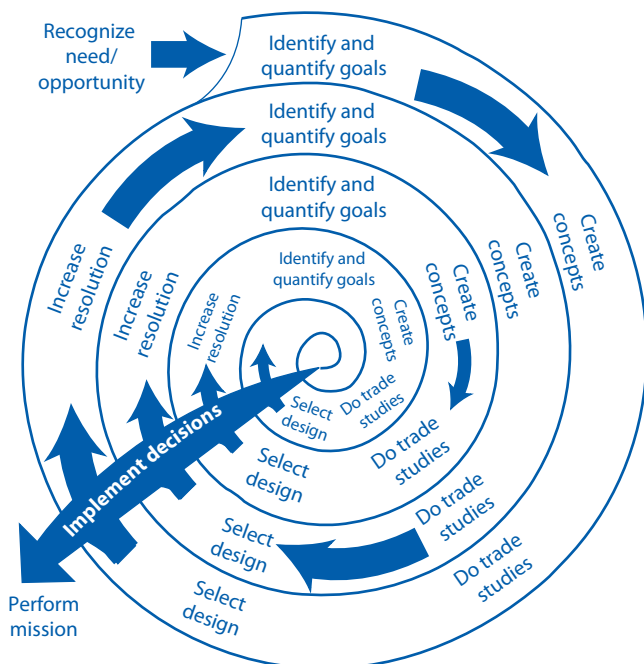 Recognize
need/
opportunity
Identify and
quantify goals
Identify and
quantify goals
Identify and
quantify goals
Identify and
quantify goals
Create
concepts
Create
concepts
Create
concepts
Create
concepts
Do trade
studies
Do trade
studies
Do trade
studies
Do trade
studies
Select
design
Select
design
Select
design
Select
design
Increase
resolution
Increase
resolution
Increase
resolution
Implement decisions
Perform
mission